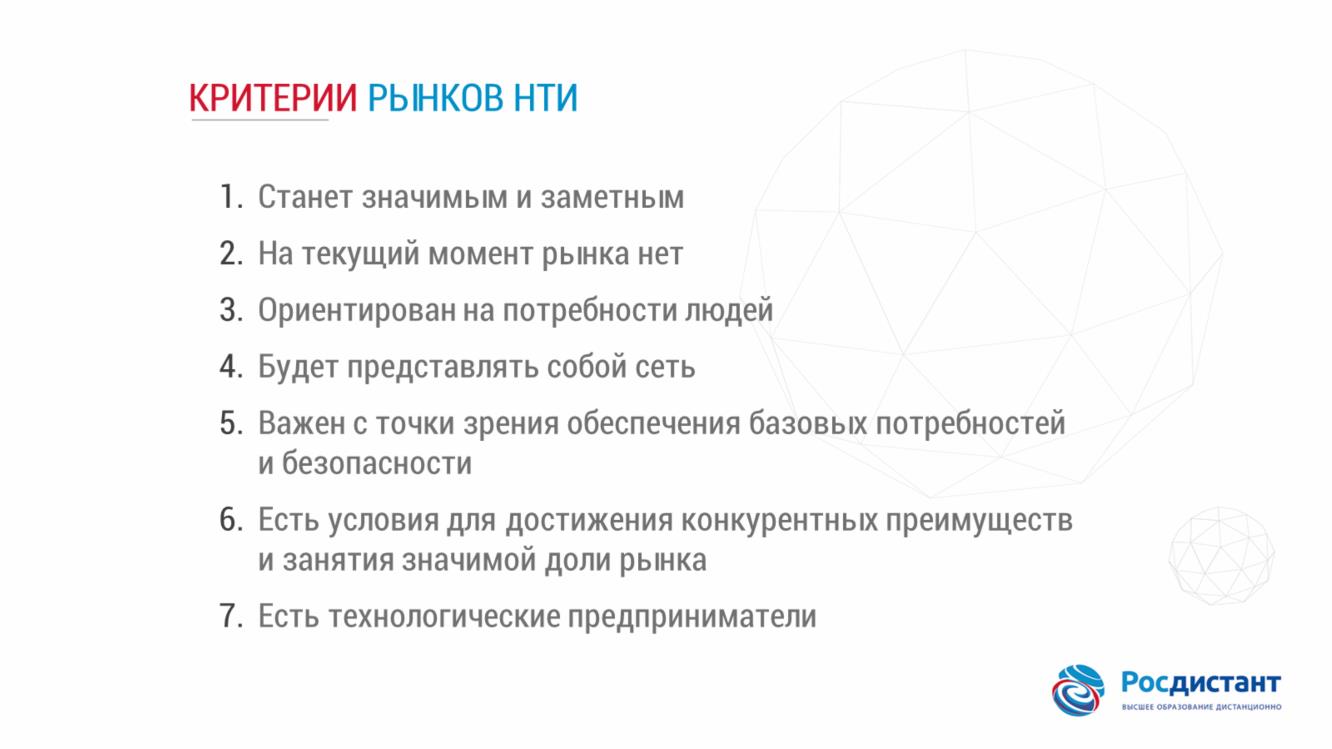 КРИТЕРИИ РЫНКОВ НТИ
1. Станет значимым и заметным
2. На текущий момент рынка нет
3. Ориентирован на потребности людей
4. Будет представлять собой сеть
5. Важен с точки зрения обеспечения базовых потребностей
и безопасности
6. Есть условия для достижения конкурентных преимуществ
и занятия значимой доли рынка
7. Есть технологические предприниматели
Росдистант
ВЫСШЕЕ ОБРАЗОВАНИЕ ДИСТАНЦИОННО